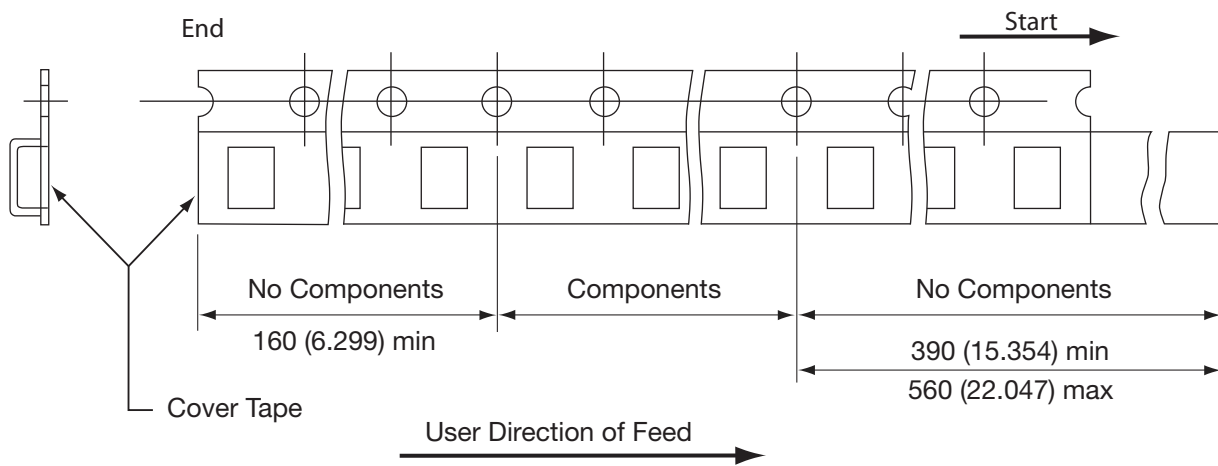 End
Start
No Components
Components
No Components
160 (6.299) min
390 (15.354) min
560 (22.047) max
Cover Tape
User Direction of Feed